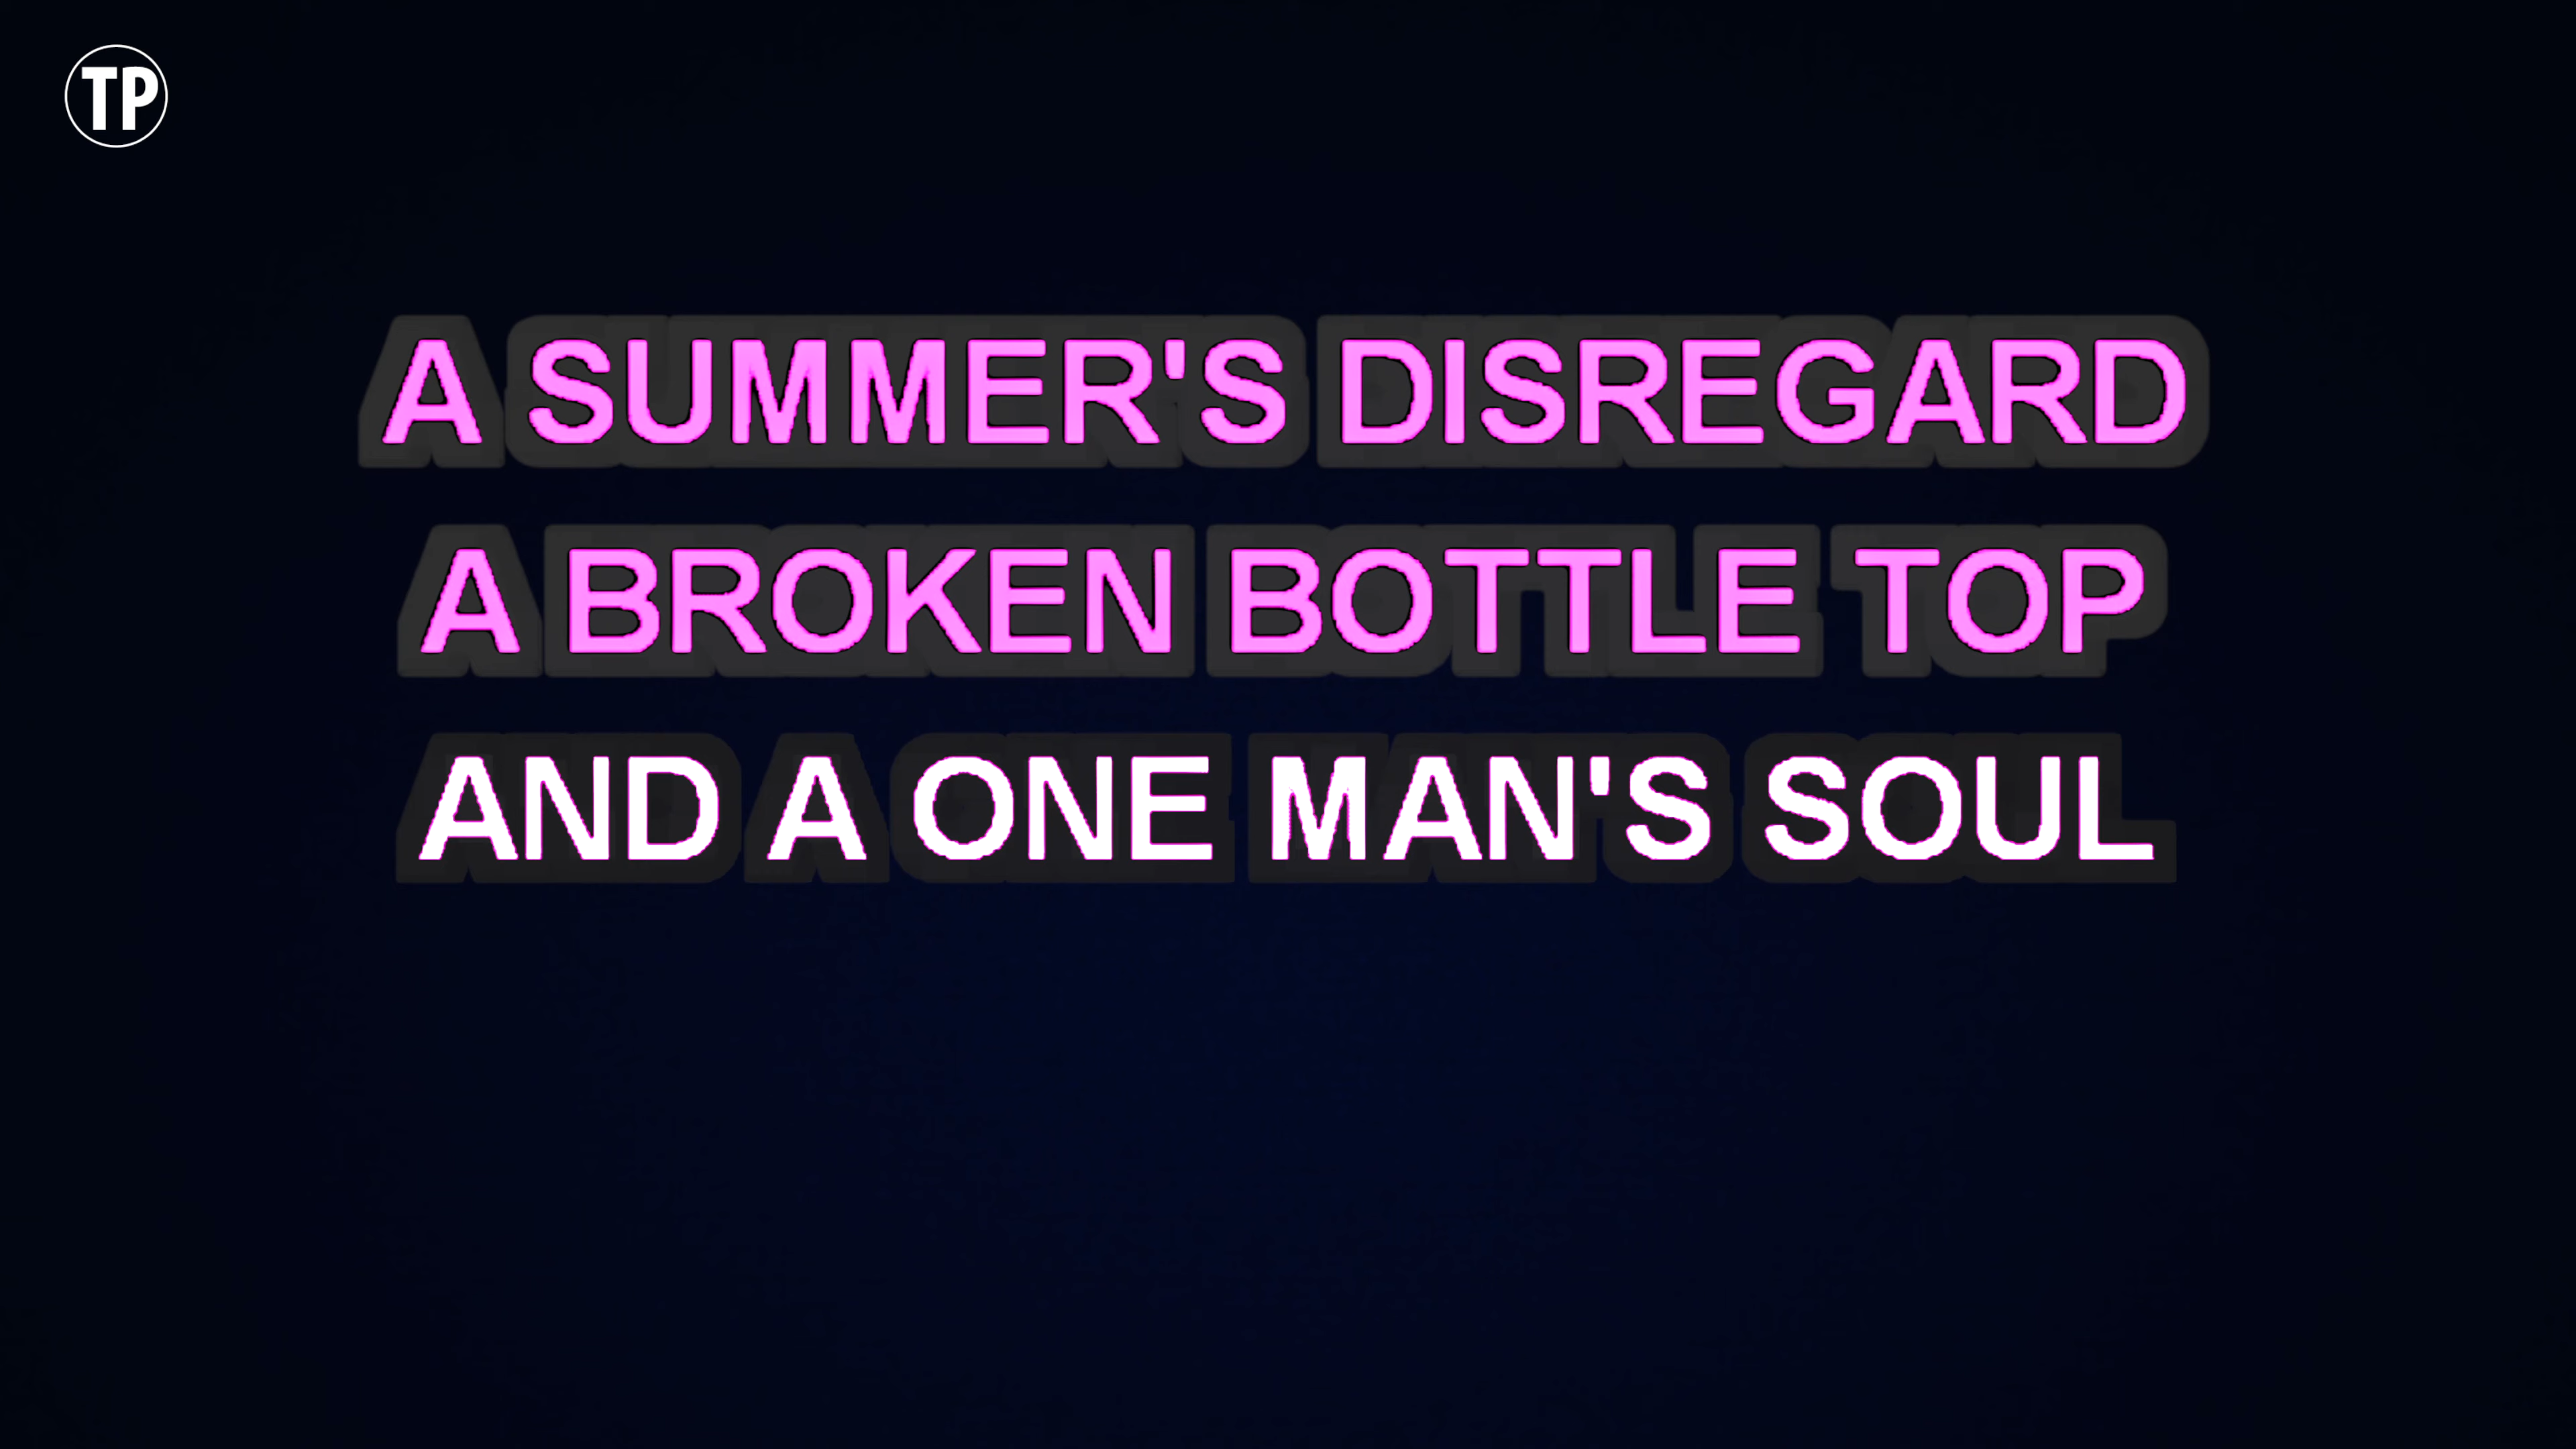 TP
A SUMMER'S DISREGARD
A BROKEN BOTTLE TOP
AND A ONE MAN'S SOUL